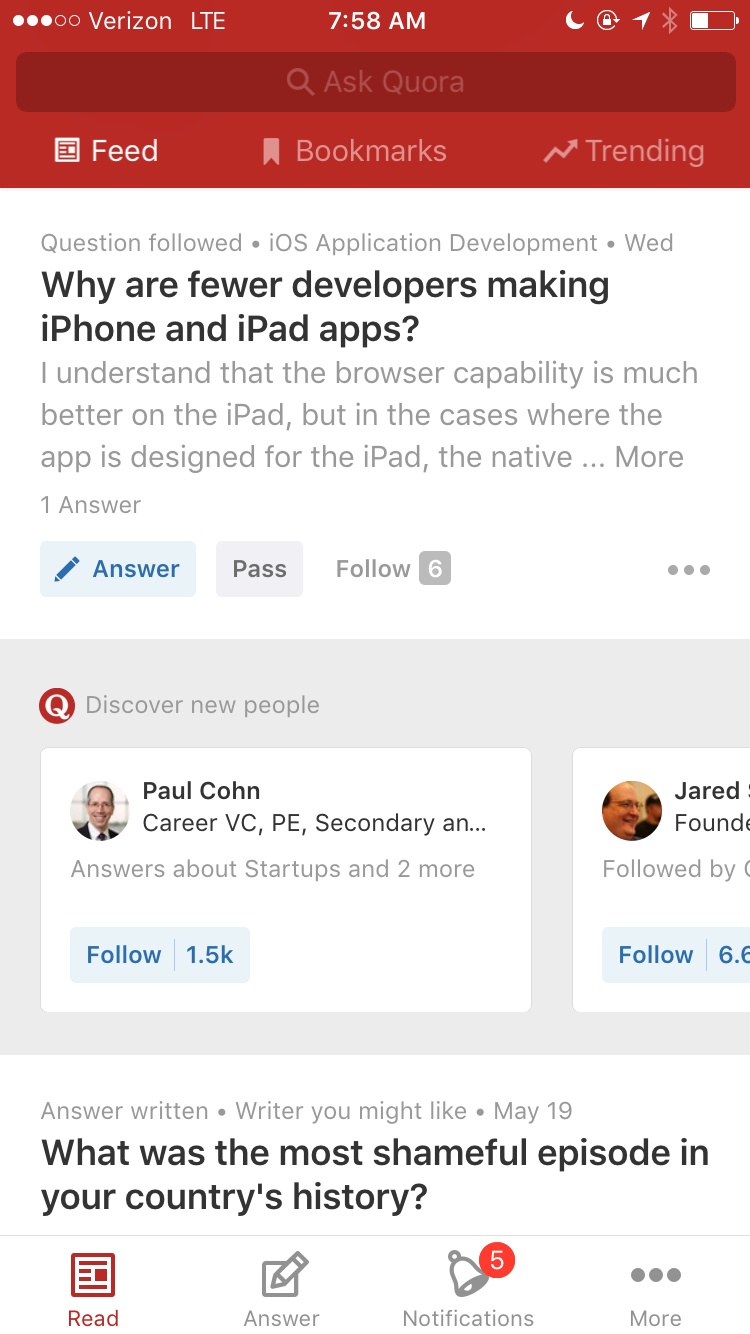 Verizon LTE 7:58 AM
Ask Quora
Feed Bookmarks Trending
Question followed • iOS Application Development • Wed
Why are fewer developers making
iPhone and iPad apps?
I understand that the browser capability is much
better on the iPad, but in the cases where the
app is designed for the iPad, the native ... More
1 Answer
Answer Pass Follow 6
Q Discover new people
Paul Cohn
Career VC, PE, Secondary an...
Answers about Startups and 2 more
Follow 1.5k
Jared
Founde
Followed by
Follow 6.6
Answer written • Writer you might like • May 19
What was the most shameful episode in
your country's history?
5
Read Answer Notifications More